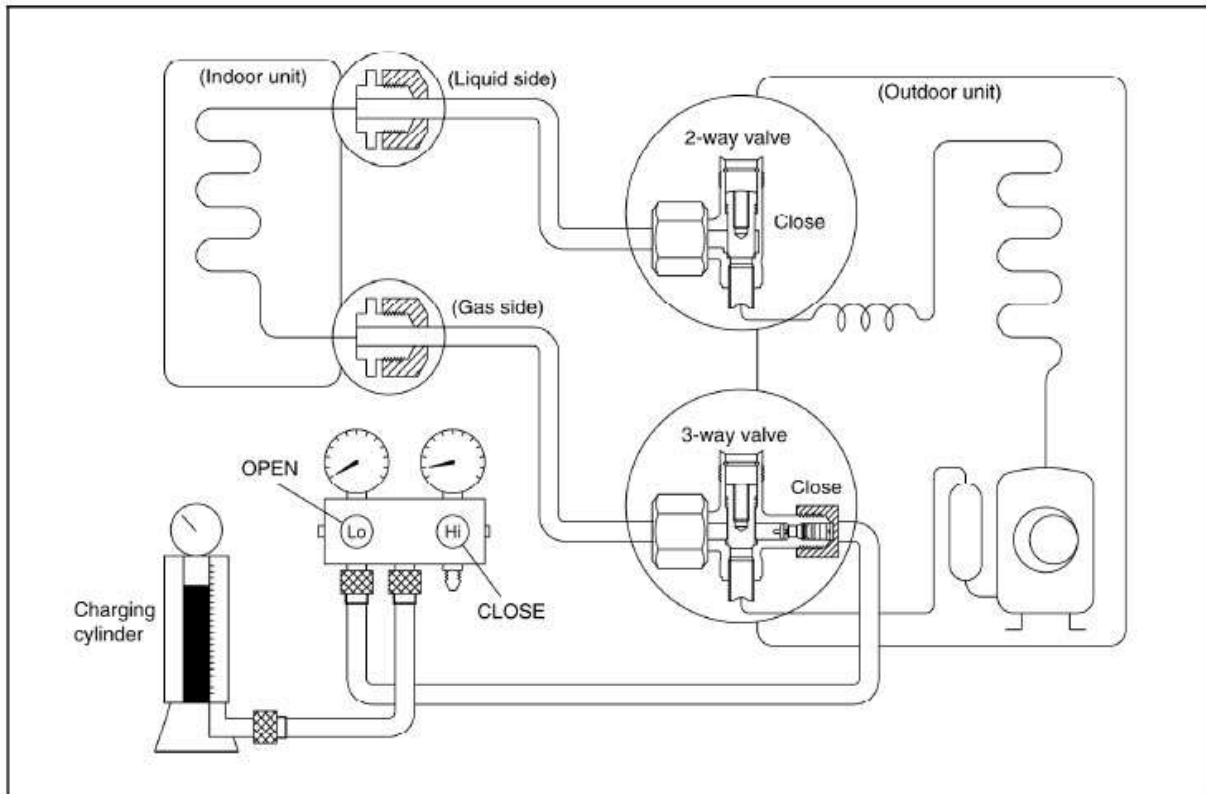 (Indoor unit)
(Liquid side)
(Outdoor unit)
2-way valve
Close
(Gas side)
3-way valve
Close
OPEN
Lo
Hi
CLOSE
Charging
cylinder